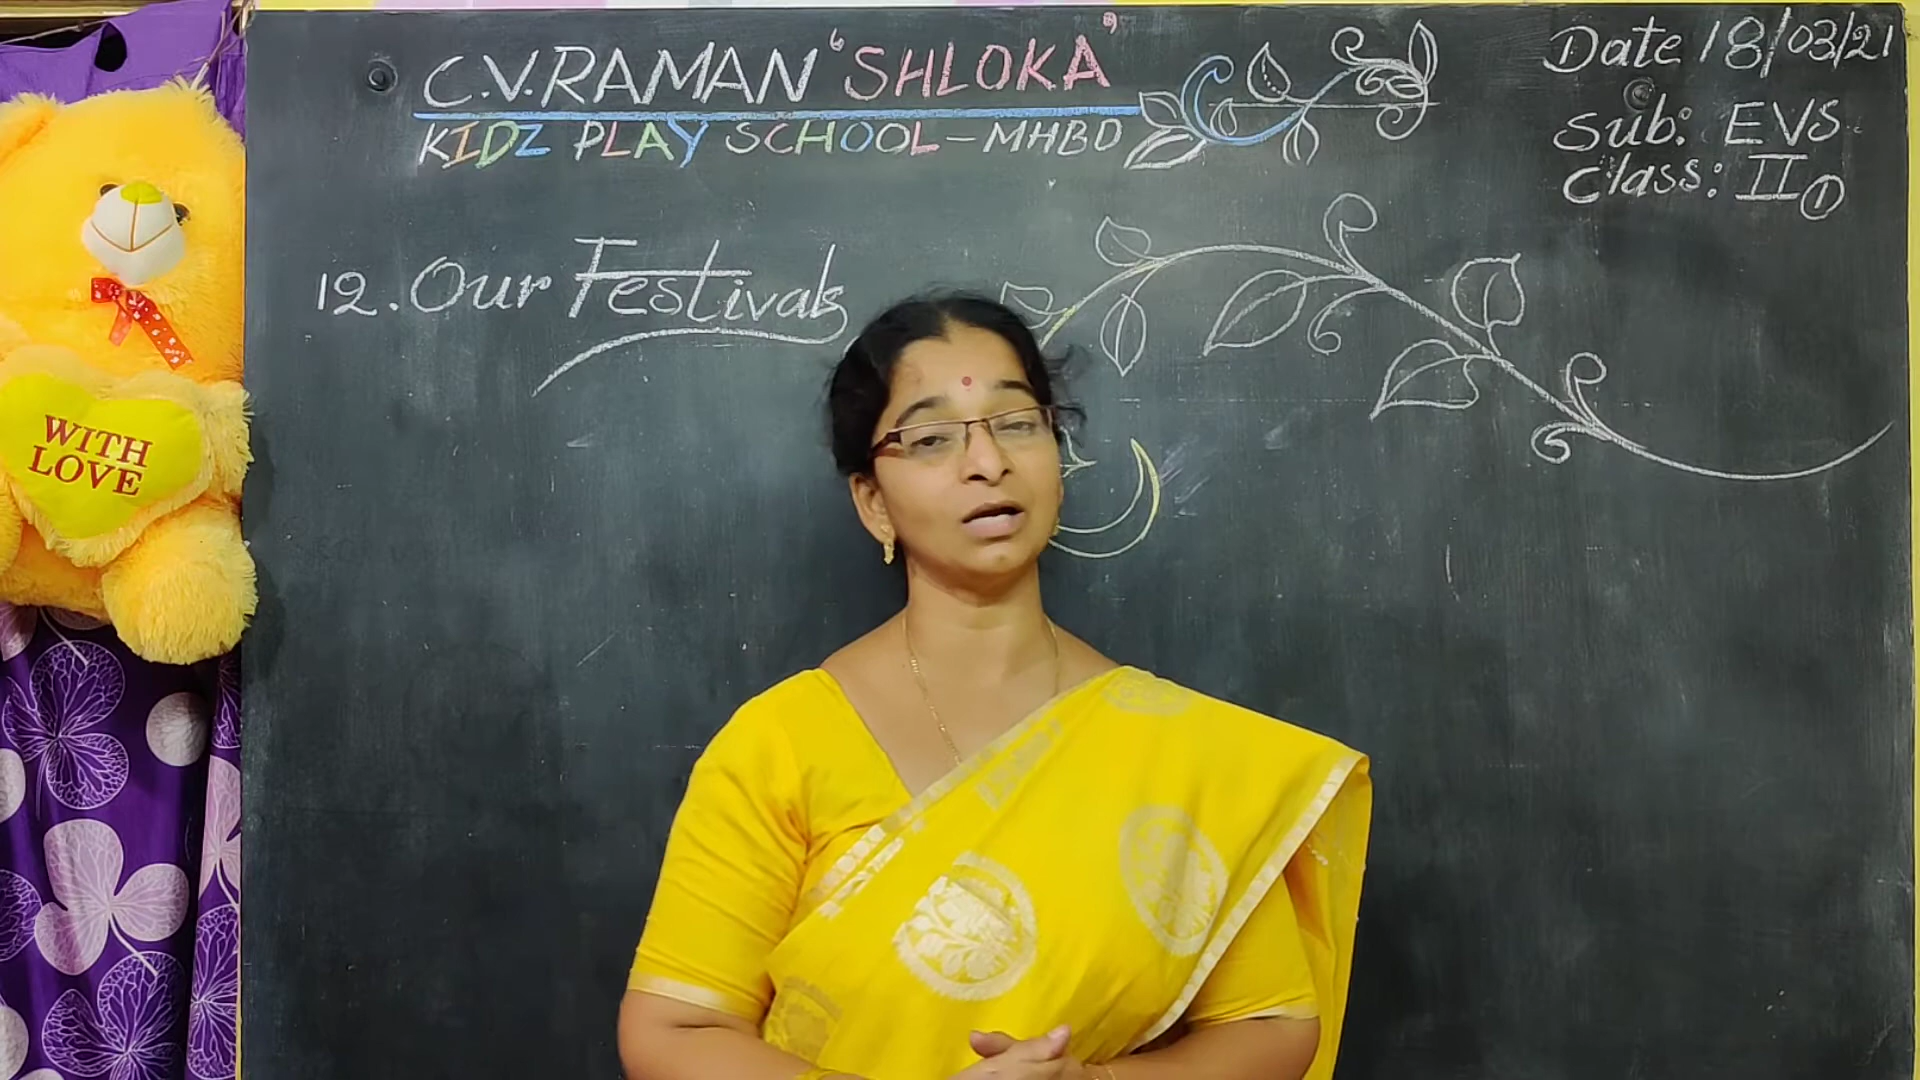 C.V.RAMAN "SHLOKA"
KIDZ PLAY SCHOOL - MHBD
Date 18/03/21
Sub: EVS
Class: II ①
12. Our Festivals
WITH
LOVE